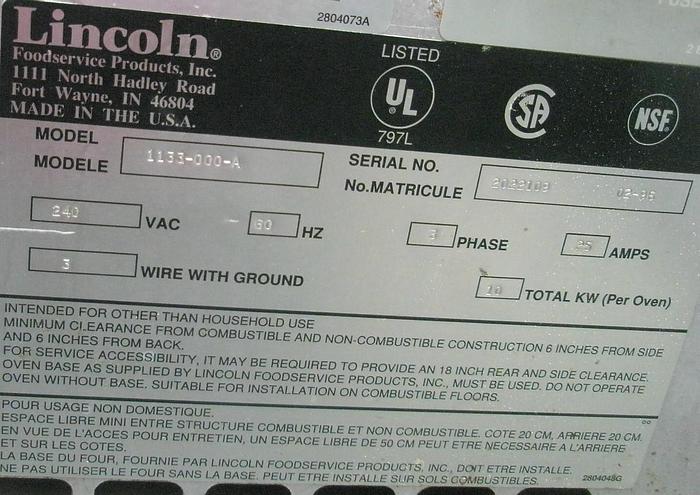 2804073A
Lincoln®
Foodservice Products, Inc.
1111 North Hadley Road
Fort Wayne, IN 46804
MADE IN THE U.S.A.
LISTED
UL
797L
SA
NSF
MODEL
MODELE
1133-000-A
SERIAL NO.
No.MATRICULE
240 VAC
60 HZ
3 PHASE
25 AMPS
3 WIRE WITH GROUND
10 TOTAL KW (Per Oven)
INTENDED FOR OTHER THAN HOUSEHOLD USE
MINIMUM CLEARANCE FROM COMBUSTIBLE AND NON-COMBUSTIBLE CONSTRUCTION 6 INCHES FROM SIDE
AND 6 INCHES FROM BACK.
FOR SERVICE ACCESSIBILITY, IT MAY BE REQUIRED TO PROVIDE AN 18 INCH REAR AND SIDE CLEARANCE.
OVEN BASE AS SUPPLIED BY LINCOLN FOODSERVICE PRODUCTS, INC., MUST BE USED. DO NOT OPERATE
OVEN WITHOUT BASE. SUITABLE FOR INSTALLATION ON COMBUSTIBLE FLOORS.
POUR USAGE NON DOMESTIQUE.
ESPACE LIBRE MINI ENTRE STRUCTURE COMBUSTIBLE ET NON COMBUSTIBLE. COTE 20 CM, ARRIERE 20 CM.
EN VUE DE L'ACCES POUR ENTRETIEN, UN ESPACE LIBRE DE 50 CM PEUT ETRE NECESSAIRE A L'ARRIERE
ET SUR LES COTES.
LA BASE DU FOUR, FOURNIE PAR LINCOLN FOODSERVICE PRODUCTS, INC., DOIT ETRE INSTALLE.
NE PAS UTILISER LE FOUR SANS LA BASE. PEUT ETRE INSTALLE SUR SOLS COMBUSTIBLES.
2804048G